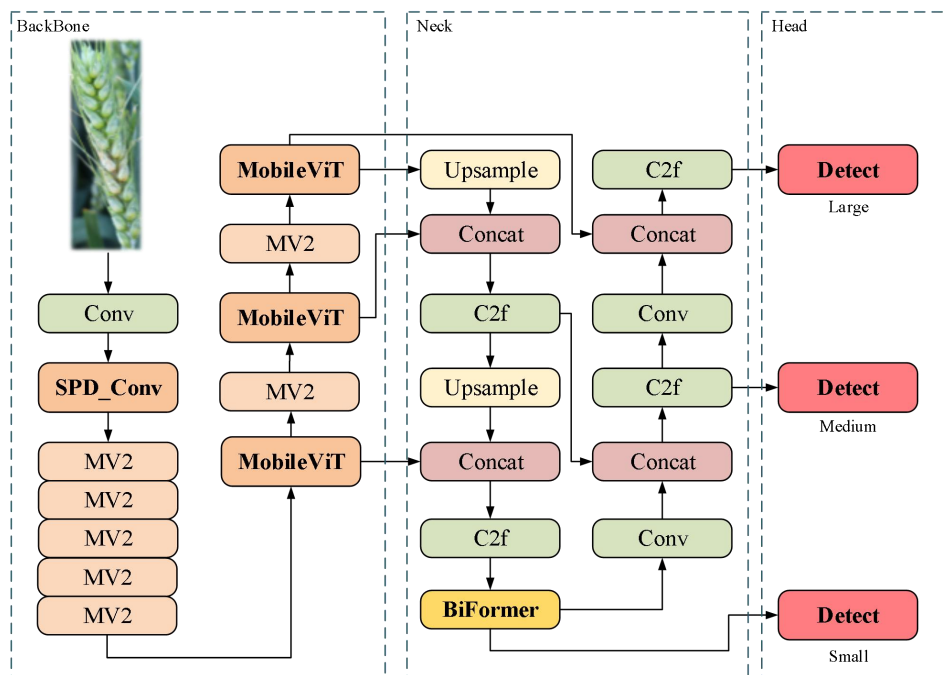 BackBone
Neck
Head
Conv
SPD_Conv
MV2
MV2
MV2
MV2
MV2
MobileViT
MV2
MobileViT
MV2
MobileViT
Upsample
Concat
C2f
Upsample
Concat
C2f
BiFormer
C2f
Concat
Conv
C2f
Concat
Conv
Detect
Large
Detect
Medium
Detect
Small